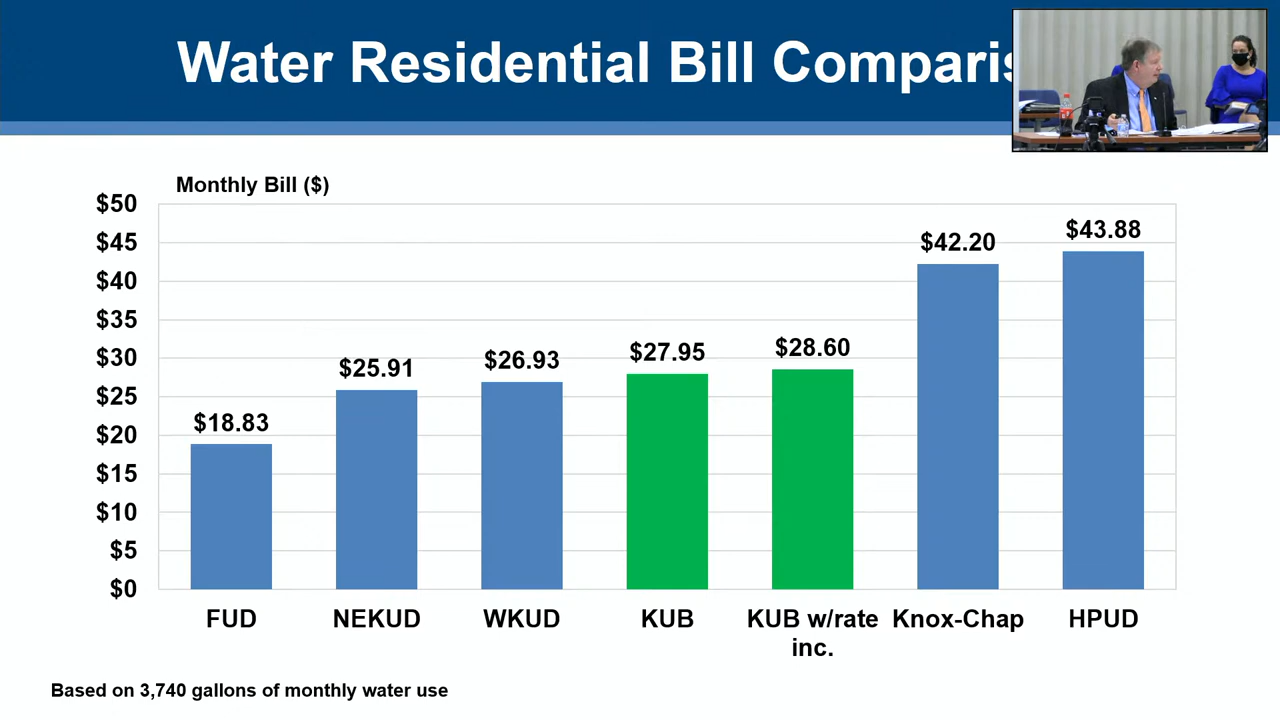 Water Residential Bill Comparis
Monthly Bill ($)
$50
$45
$40
$35
$30
$25
$20
$15
$10
$5
$0
$18.83
$25.91
$26.93
$27.95
$28.60
$42.20
$43.88
FUD
NEKUD
WKUD
KUB
KUB w/rate inc.
Knox-Chap
HPUD
Based on 3,740 gallons of monthly water use